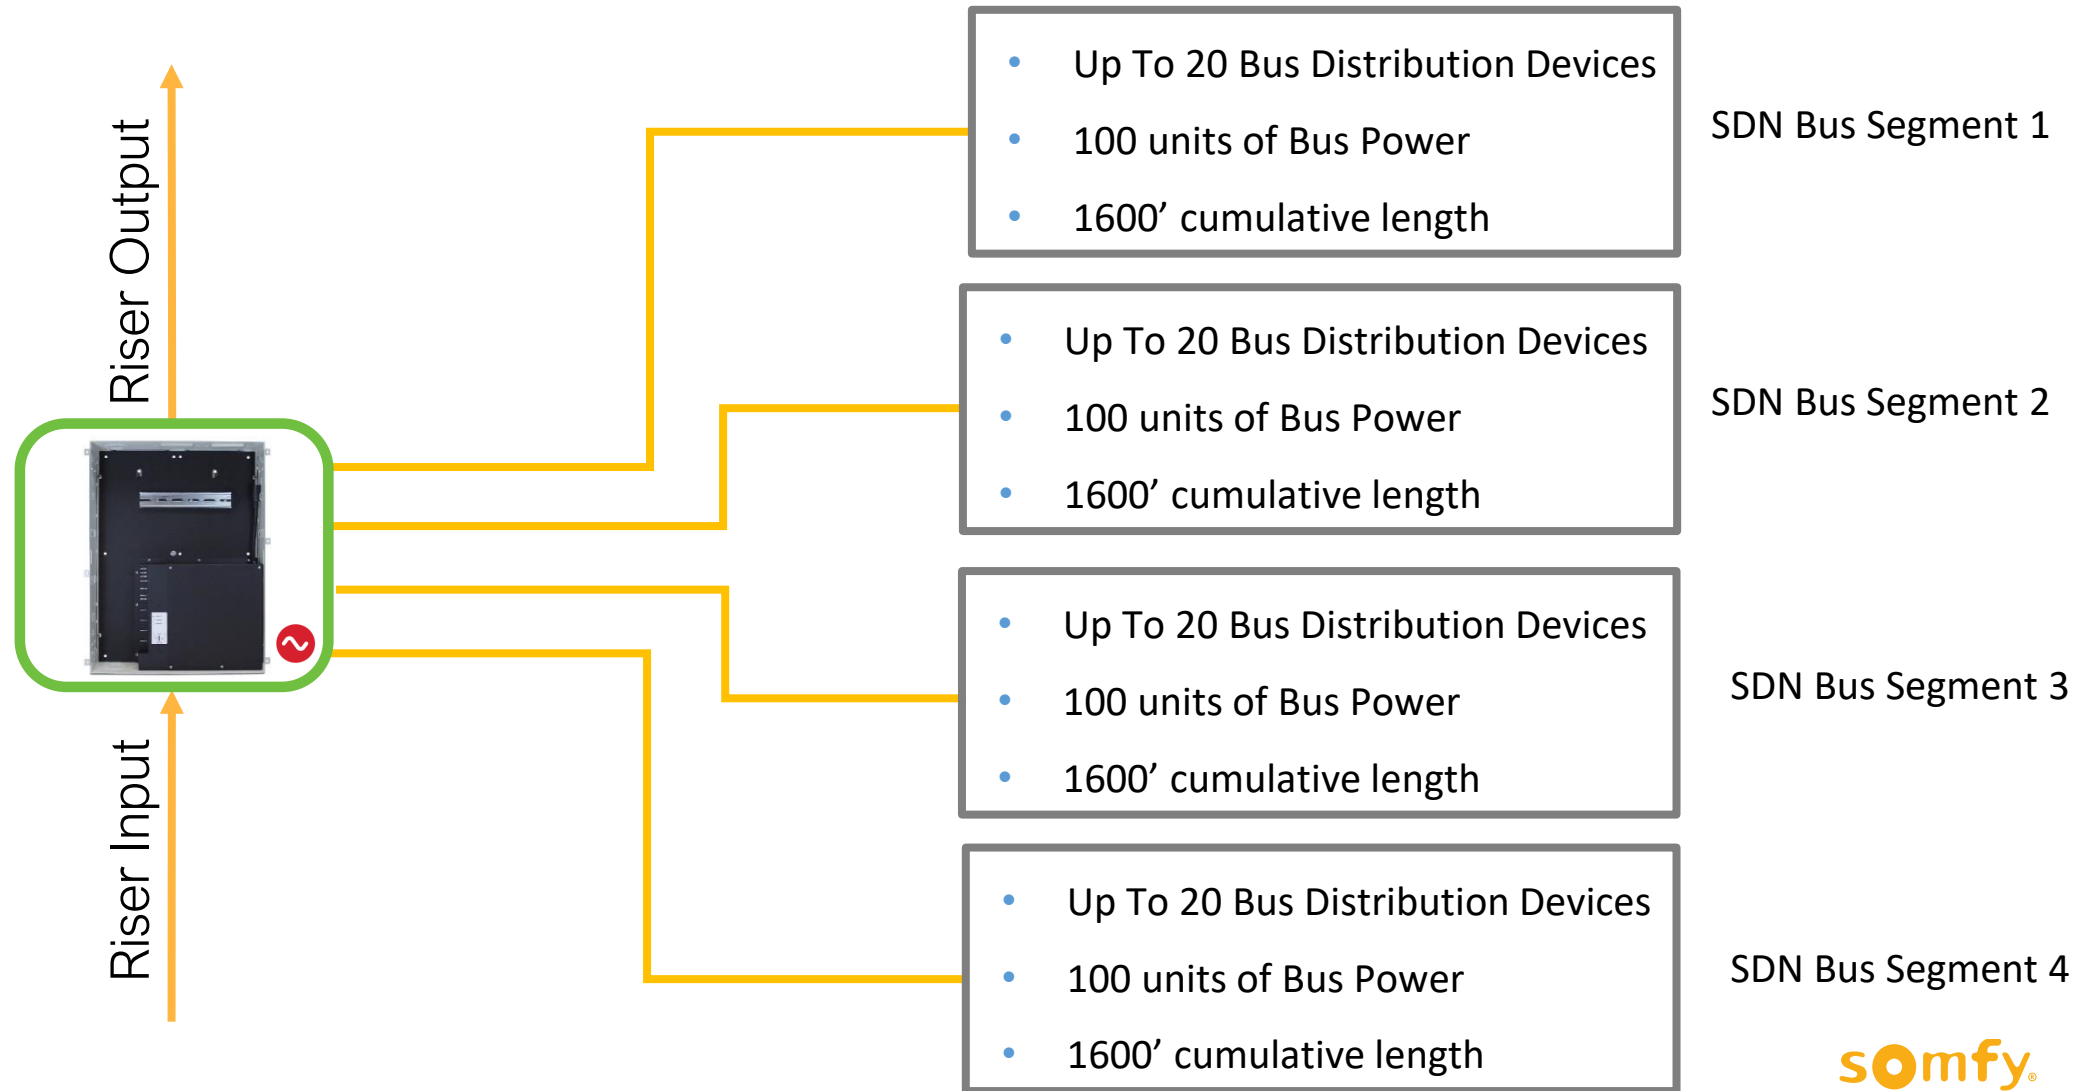 Riser Output
Riser Input
• Up To 20 Bus Distribution Devices
• 100 units of Bus Power
• 1600’ cumulative length
SDN Bus Segment 1
• Up To 20 Bus Distribution Devices
• 100 units of Bus Power
• 1600’ cumulative length
SDN Bus Segment 2
• Up To 20 Bus Distribution Devices
• 100 units of Bus Power
• 1600’ cumulative length
SDN Bus Segment 3
• Up To 20 Bus Distribution Devices
• 100 units of Bus Power
• 1600’ cumulative length
SDN Bus Segment 4
somfy®